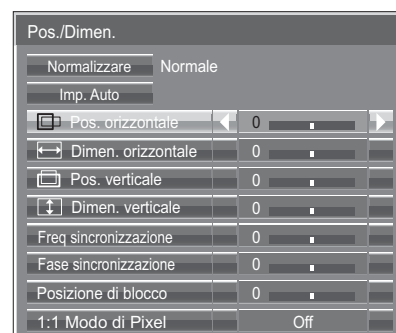 Pos./Dimen.
Normalizzare Normale
Imp. Auto
Pos. orizzontale 0
Dimen. orizzontale 0
Pos. verticale 0
Dimen. verticale 0
Freq sincronizzazione 0
Fase sincronizzazione 0
Posizione di blocco 0
1:1 Modo di Pixel Off